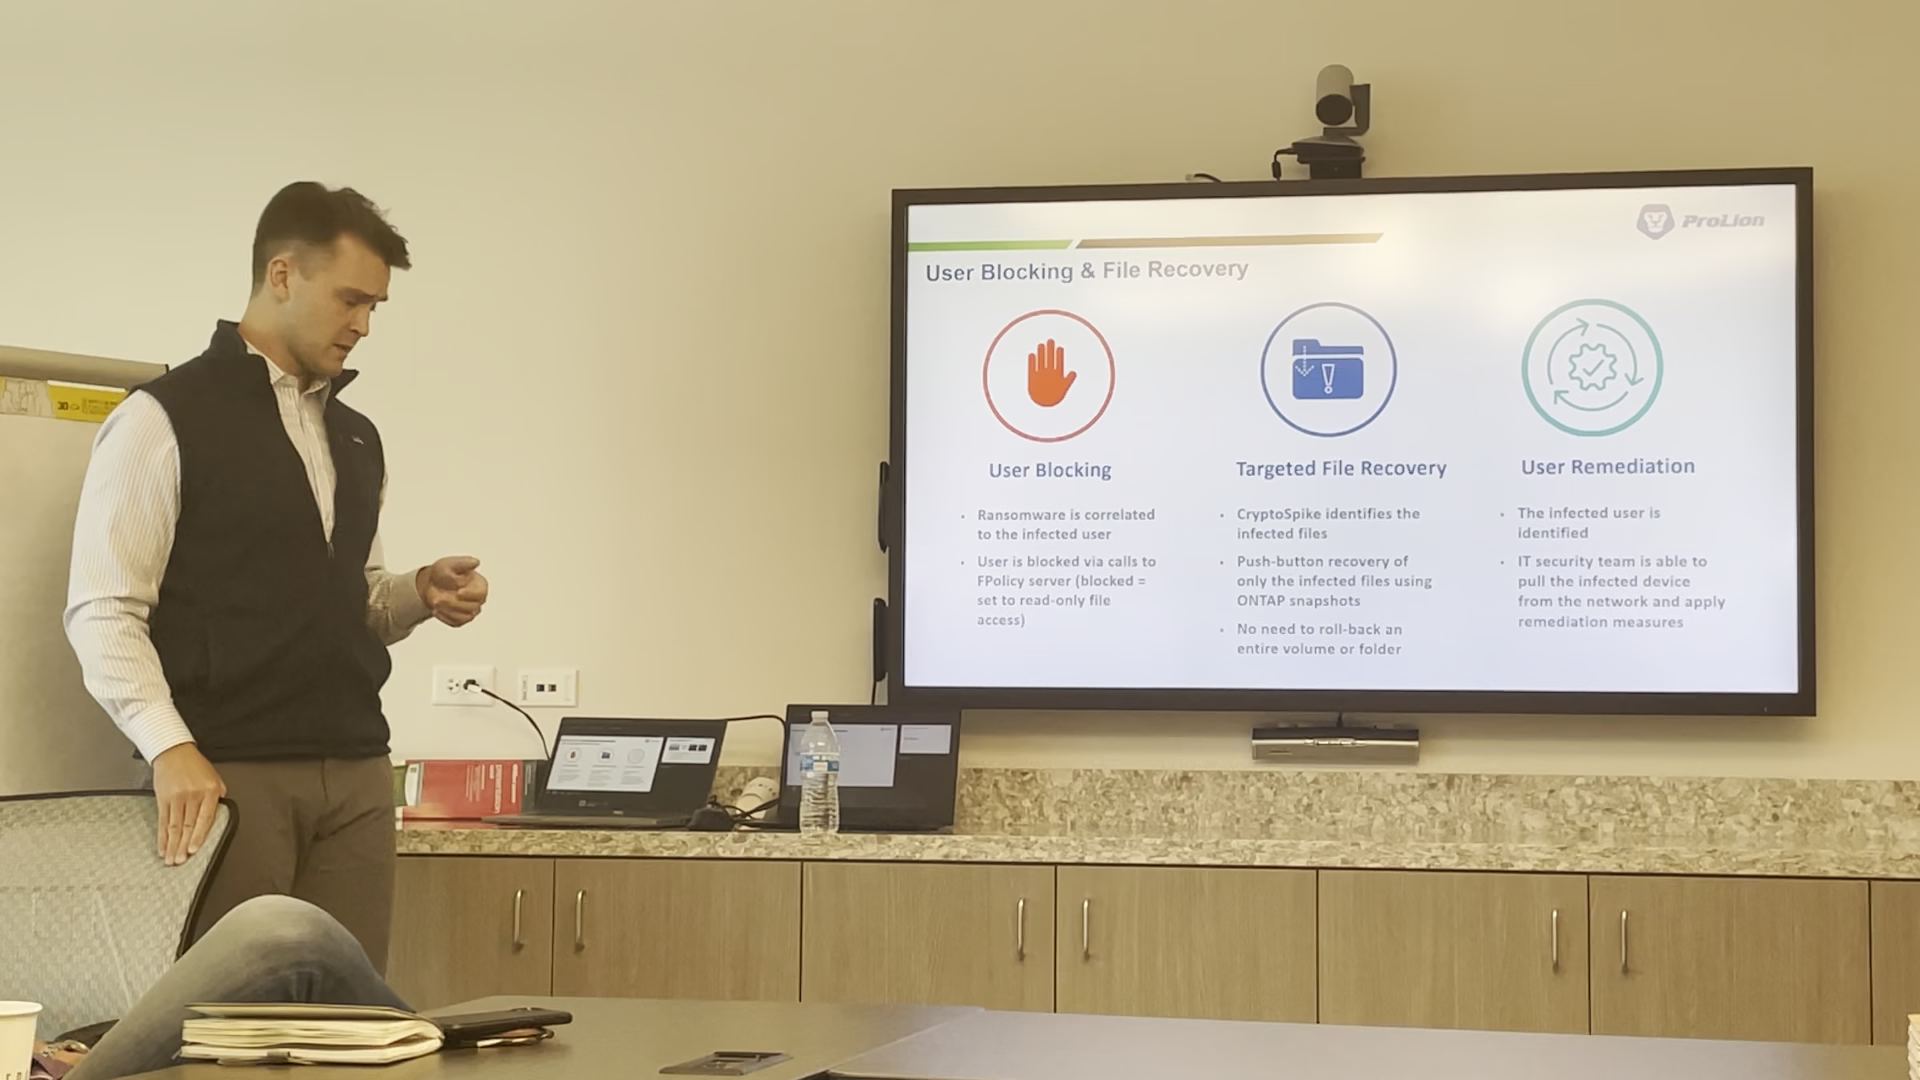 ProLion
User Blocking & File Recovery
User Blocking
• Ransomware is correlated
to the infected user
• User is blocked via calls to
FPolicy server (blocked =
set to read-only file
access)
Targeted File Recovery
• CryptoSpike identifies the
infected files
• Push-button recovery of
only the infected files using
ONTAP snapshots
• No need to roll-back an
entire volume or folder
User Remediation
• The infected user is
identified
• IT security team is able to
pull the infected device
from the network and apply
remediation measures